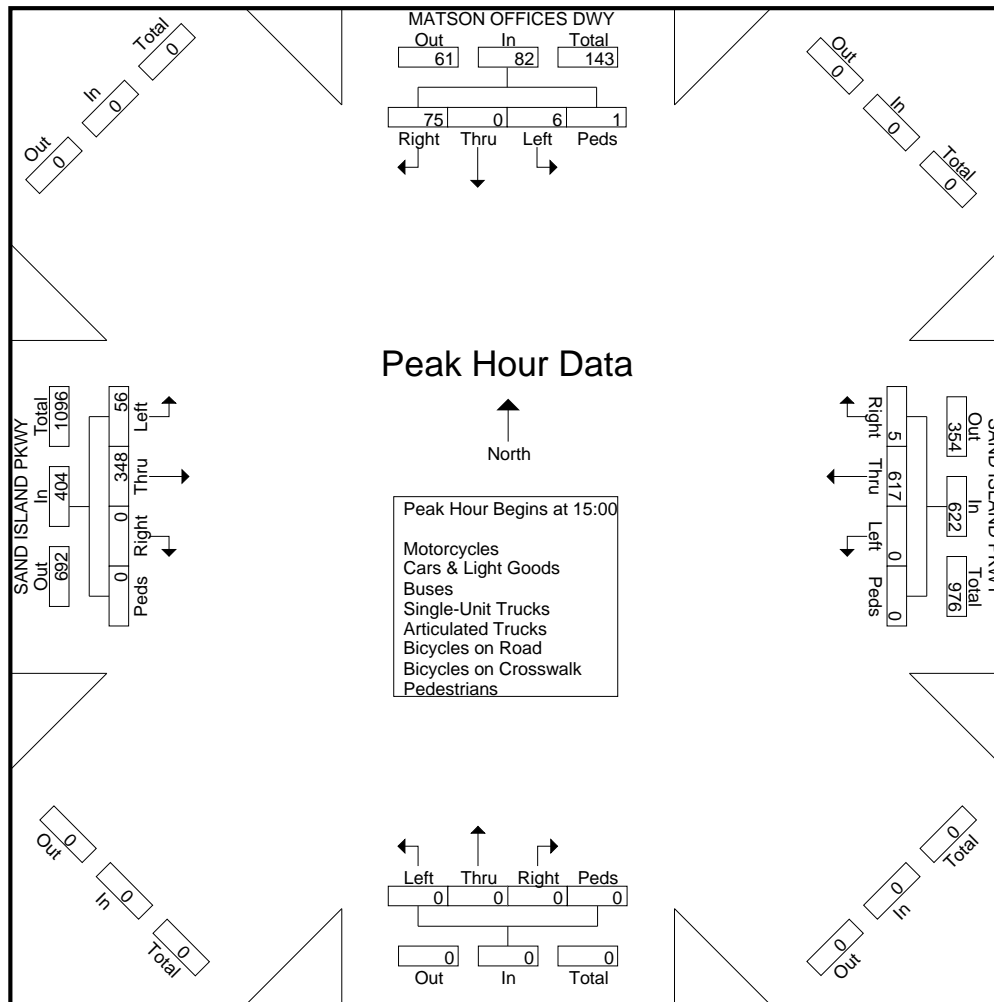 MATSON OFFICES DWY
Out In Total
61 82 143
75 0 6 1
Right Thru Left Peds
Total
0
In
0
Out
0
Out
0
In
0
Total
0
Peak Hour Data
North
Peak Hour Begins at 15:00
Motorcycles
Cars & Light Goods
Buses
Single-Unit Trucks
Articulated Trucks
Bicycles on Road
Bicycles on Crosswalk
Pedestrians
SAND ISLAND PKWY
Out In Total
692 404 1096
0 0 348 56
Peds Right Thru Left
SAND ISLAND PKWY
Out In Total
354 622 976
5 617 0 0
Right Thru Left Peds
0
Out
0
In
0
Total
Left Thru Right Peds
0 0 0 0
0 0 0
Out In Total
0
Total
0
In
0
Out